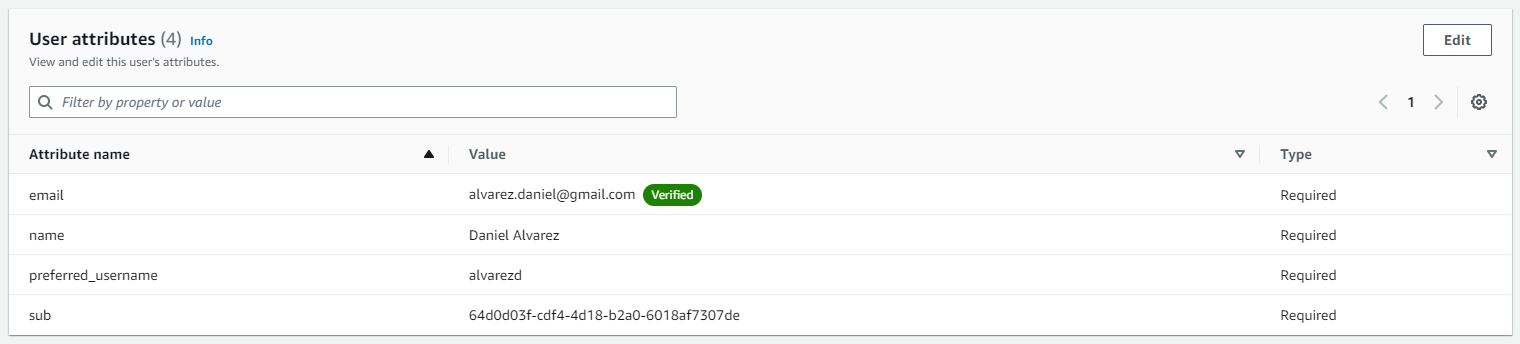 User attributes (4) Info
Edit
View and edit this user's attributes.
Filter by property or value
1
Attribute name Value Type
email alvarez.daniel@gmail.com Verified Required
name Daniel Alvarez Required
preferred_username alvarezd Required
sub 64d0d03f-cdf4-4d18-b2a0-6018af7307de Required